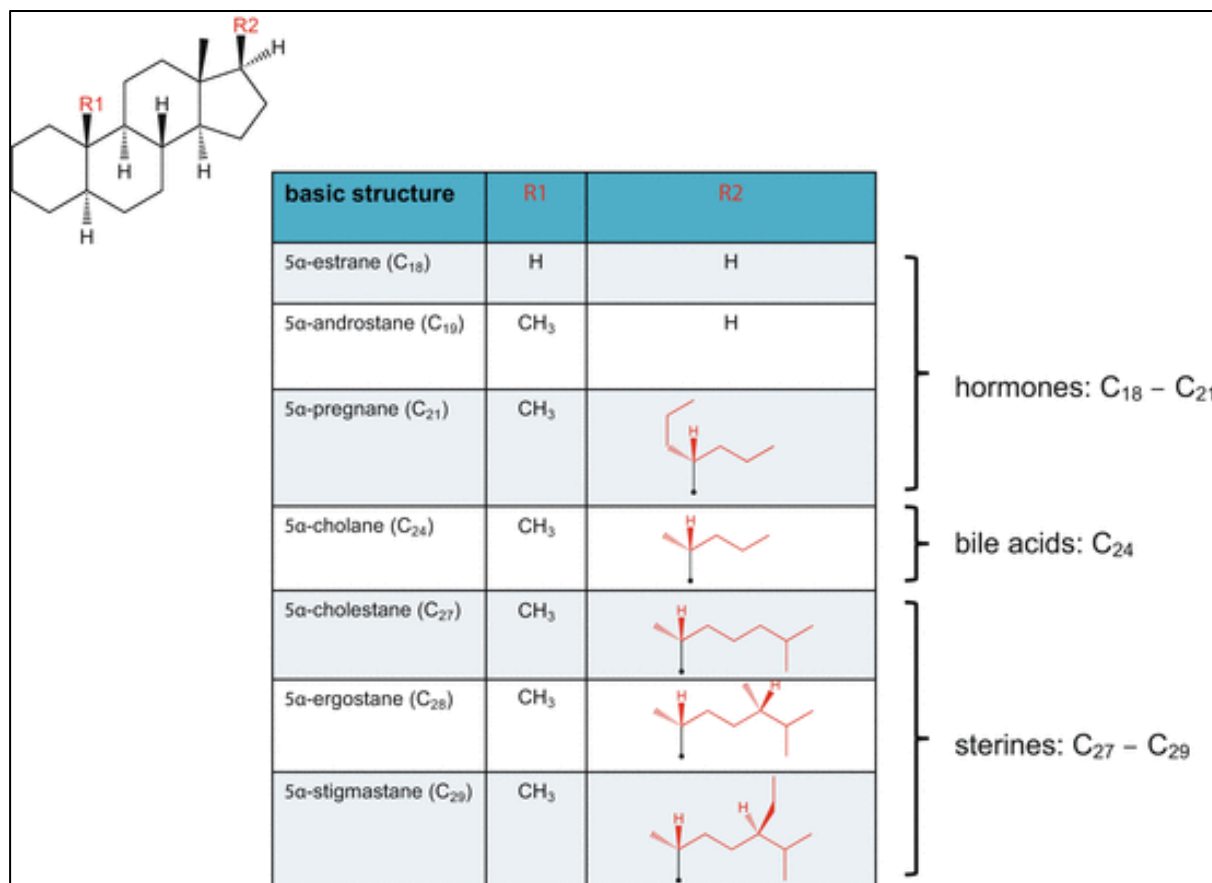 R2
H
R1
H
H
H
H
basic structure R1 R2
5α-estrane (C₁₈) H H
5α-androstane (C₁₉) CH₃ H
5α-pregnane (C₂₁) CH₃ H
5α-cholane (C₂₄) CH₃ H
5α-cholestane (C₂₇) CH₃ H
5α-ergostane (C₂₈) CH₃ H H
5α-stigmastane (C₂₉) CH₃ H H
hormones: C₁₈ – C₂₁
bile acids: C₂₄
sterines: C₂₇ – C₂₉